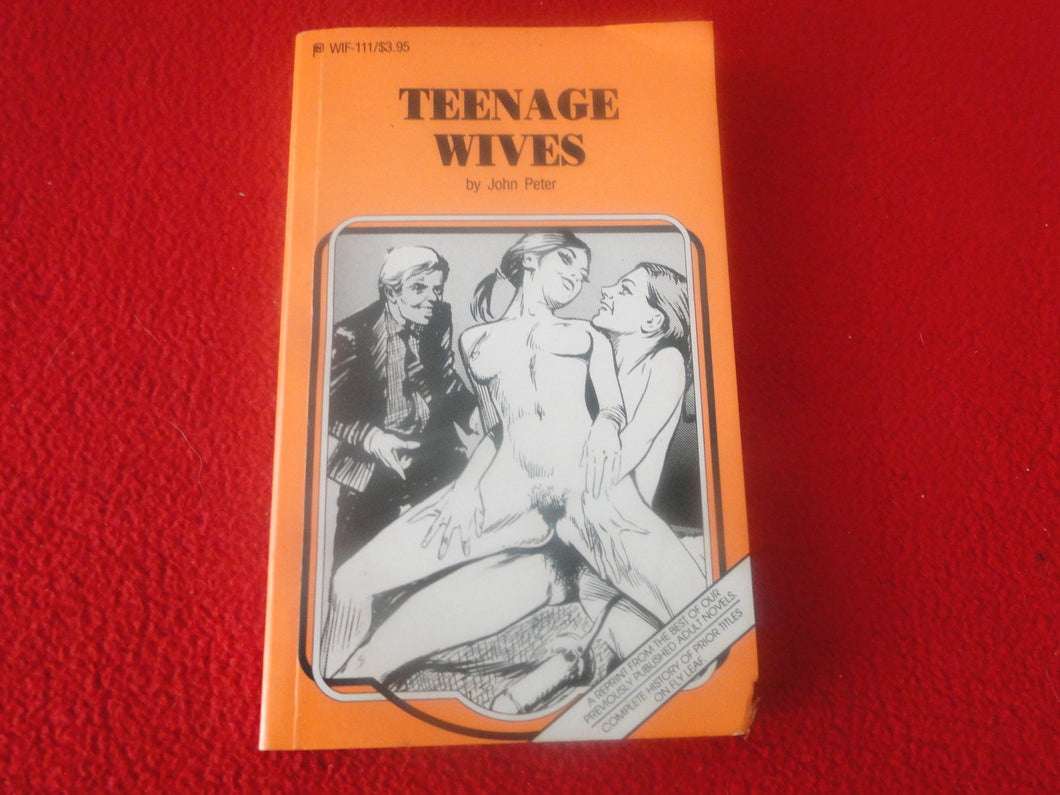 WIF-111/$3.95
TEENAGE
WIVES
by John Peter
A REPRINT FROM THE BEST OF OUR
PREVIOUSLY PUBLISHED ADULT NOVELS.
COMPLETE HISTORY OF PRIOR TITLES
ON FLY LEAF.